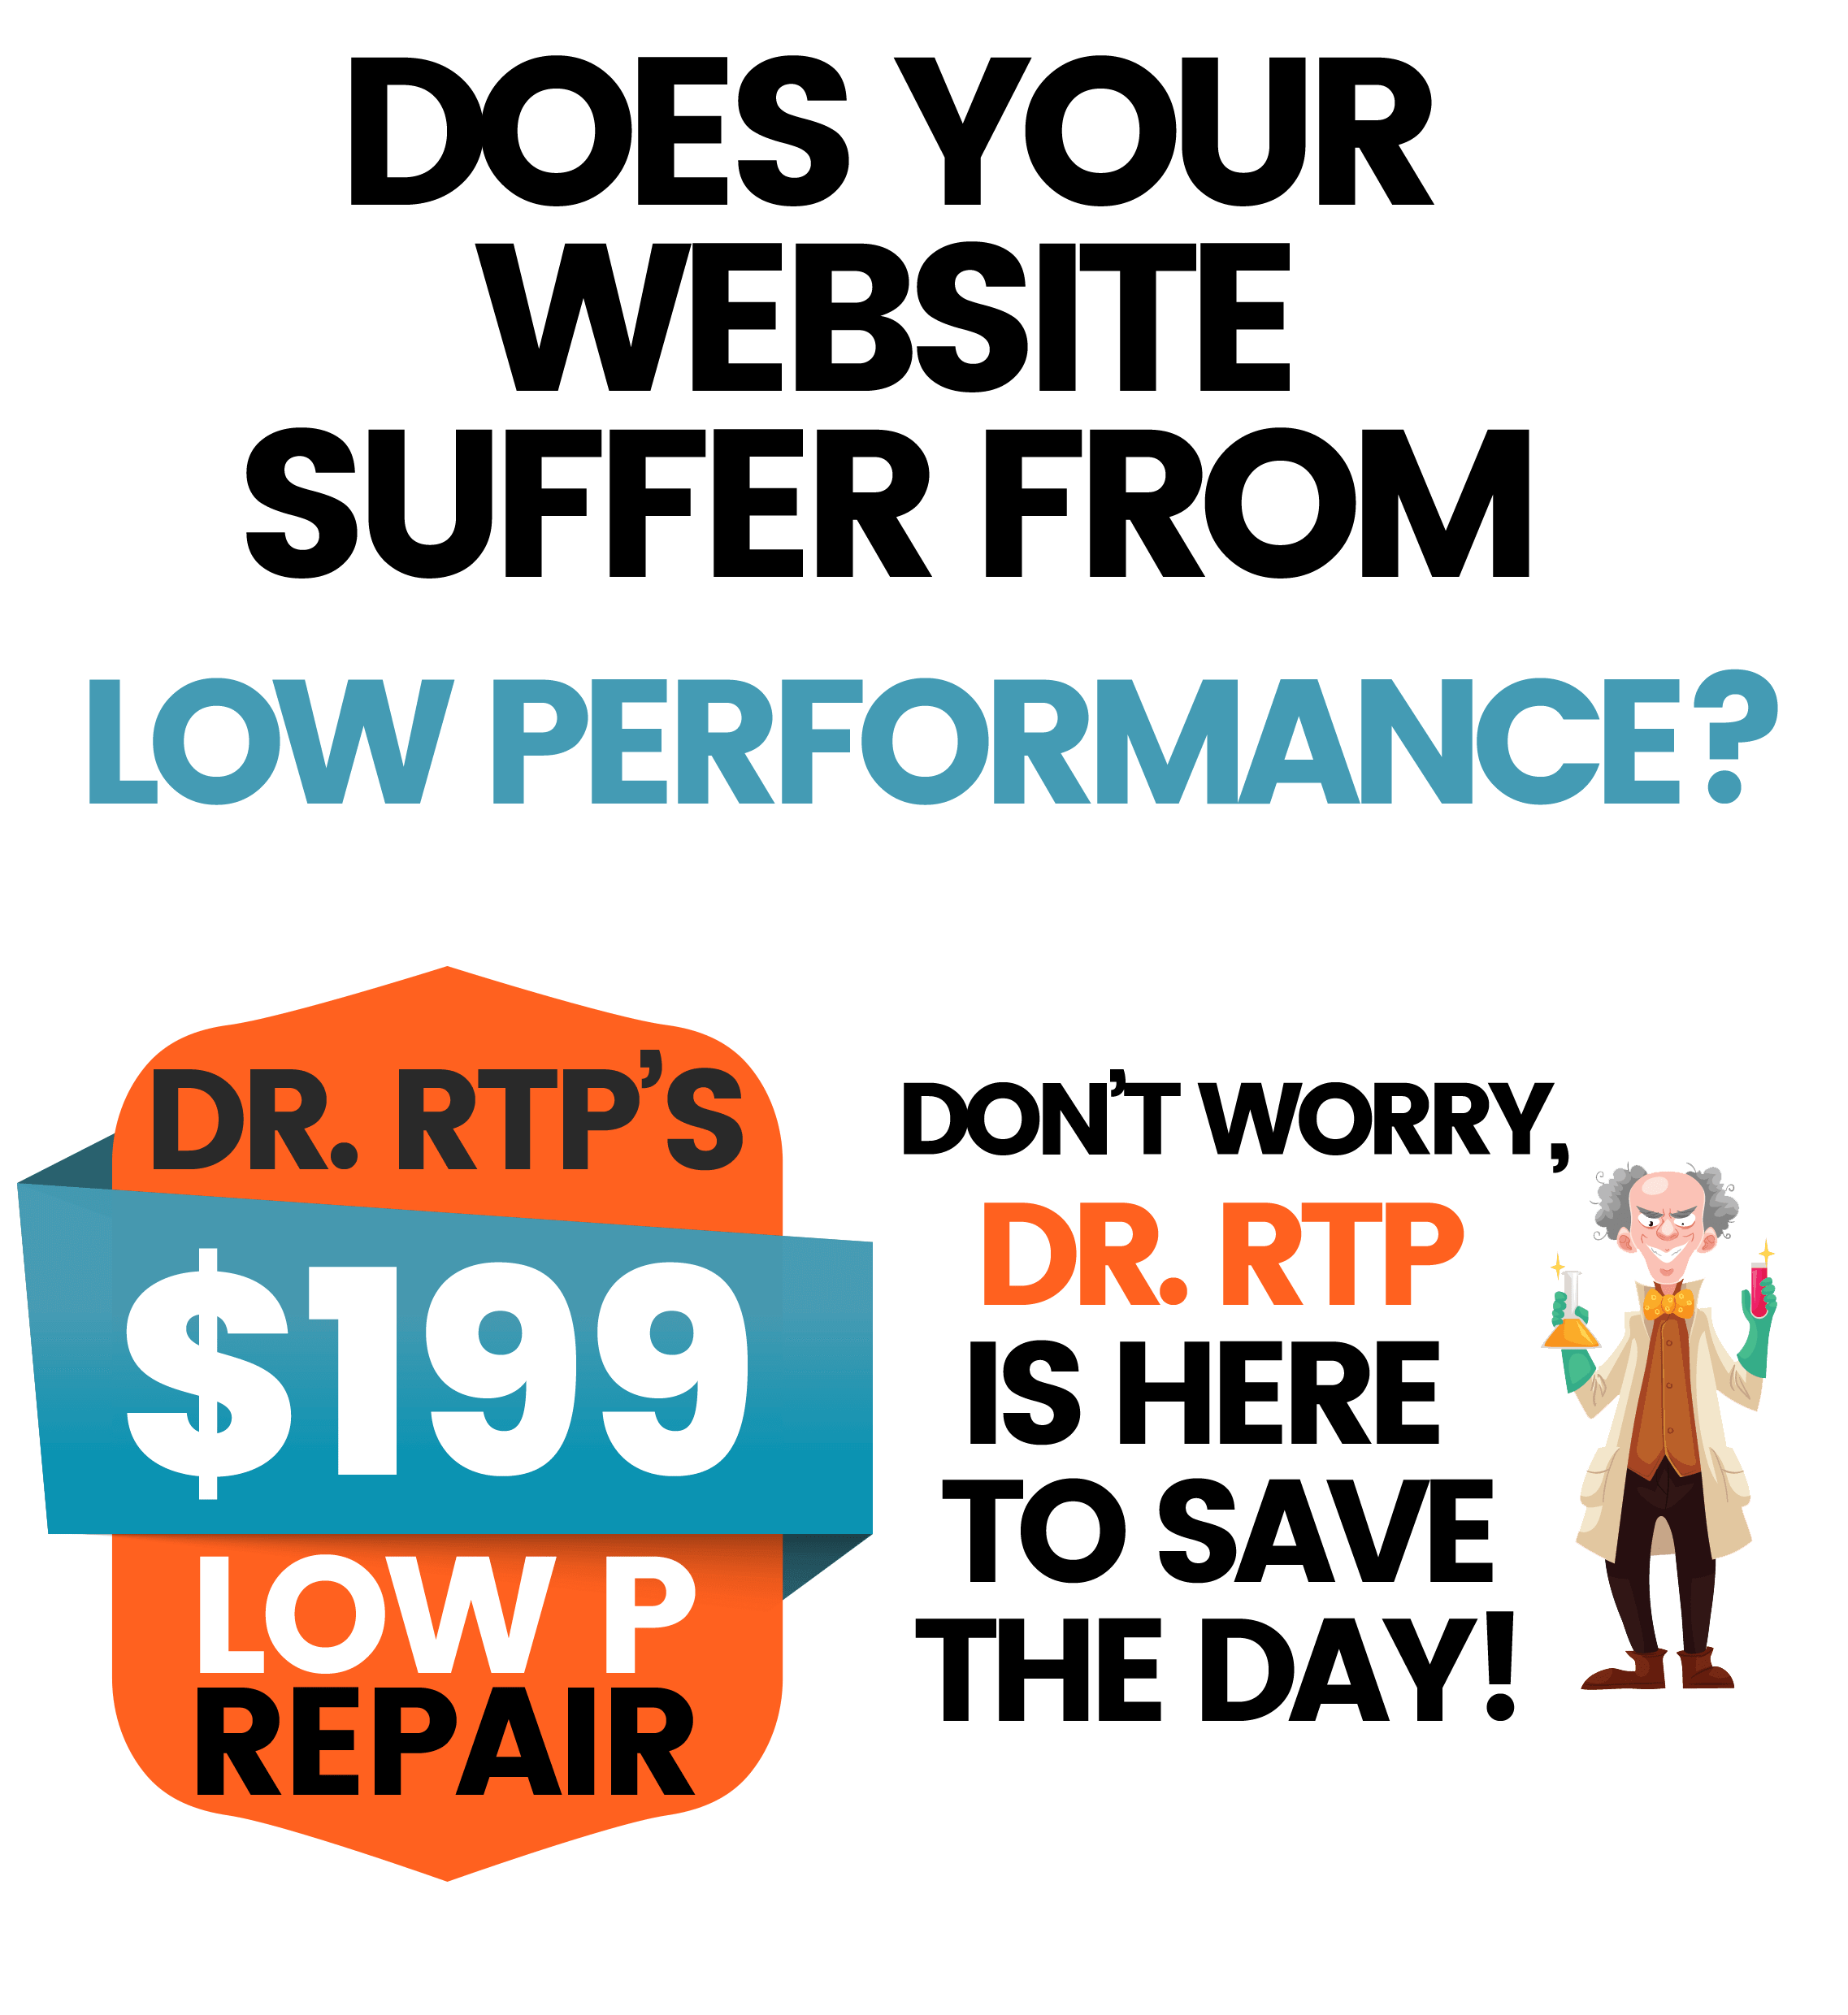 DOES YOUR
WEBSITE
SUFFER FROM
LOW PERFORMANCE?
DR. RTP'S
$199
LOW P
REPAIR
DON'T WORRY,
DR. RTP
IS HERE
TO SAVE
THE DAY!